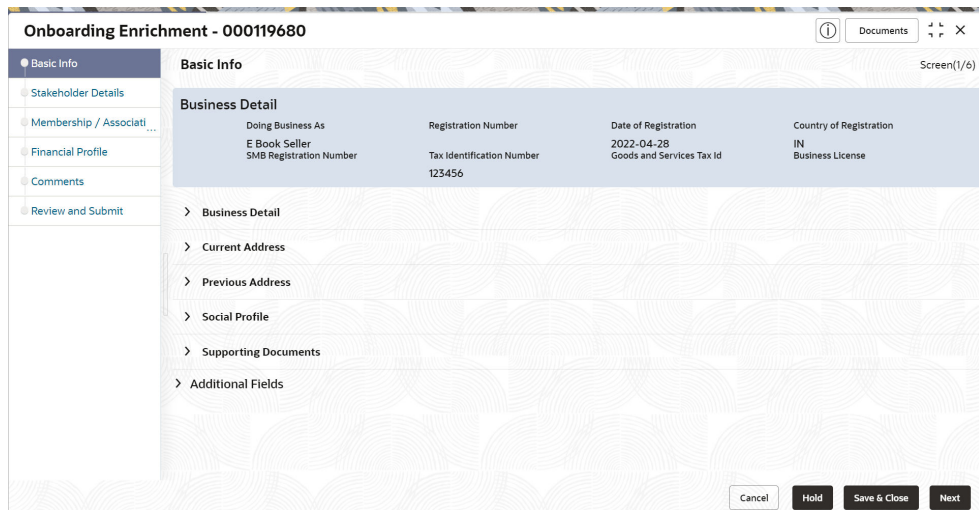 Onboarding Enrichment - 000119680
Documents
Basic Info
Stakeholder Details
Membership / Associati...
Financial Profile
Comments
Review and Submit
Basic Info
Screen(1/6)
Business Detail
Doing Business As Registration Number Date of Registration Country of Registration
E Book Seller 2022-04-28 IN
SMB Registration Number Tax Identification Number Goods and Services Tax Id Business License
123456
Business Detail
Current Address
Previous Address
Social Profile
Supporting Documents
Additional Fields
Cancel Hold Save & Close Next